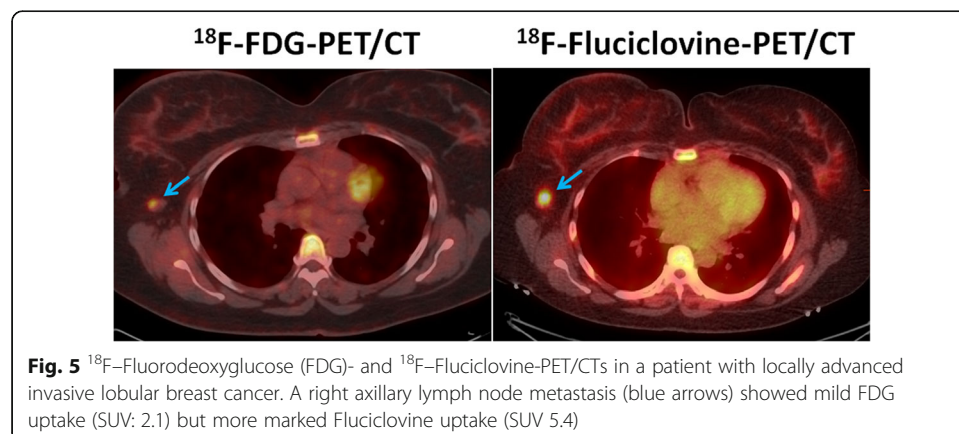 ¹⁸F-FDG-PET/CT ¹⁸F-Fluciclovine-PET/CT
Fig. 5 ¹⁸F–Fluorodeoxyglucose (FDG)- and ¹⁸F–Fluciclovine-PET/CTs in a patient with locally advanced
invasive lobular breast cancer. A right axillary lymph node metastasis (blue arrows) showed mild FDG
uptake (SUV: 2.1) but more marked Fluciclovine uptake (SUV 5.4)